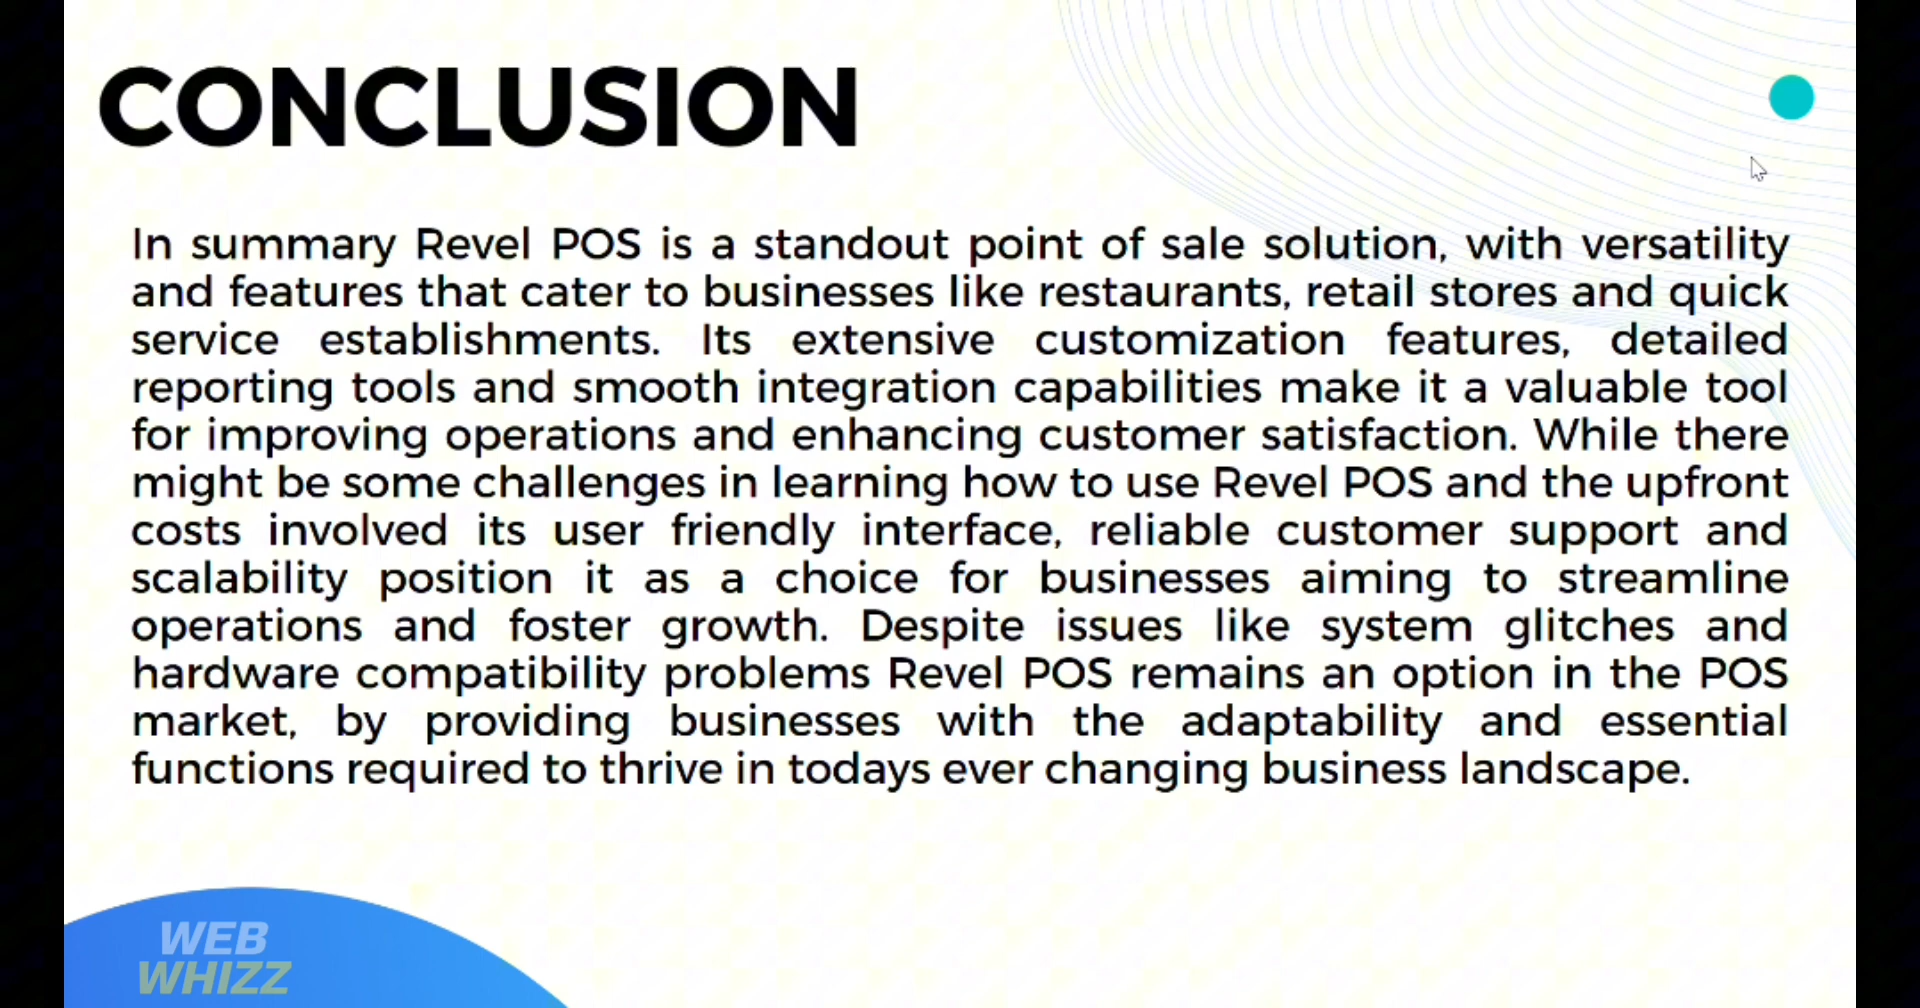 CONCLUSION
In summary Revel POS is a standout point of sale solution, with versatility
and features that cater to businesses like restaurants, retail stores and quick
service establishments. Its extensive customization features, detailed
reporting tools and smooth integration capabilities make it a valuable tool
for improving operations and enhancing customer satisfaction. While there
might be some challenges in learning how to use Revel POS and the upfront
costs involved its user friendly interface, reliable customer support and
scalability position it as a choice for businesses aiming to streamline
operations and foster growth. Despite issues like system glitches and
hardware compatibility problems Revel POS remains an option in the POS
market, by providing businesses with the adaptability and essential
functions required to thrive in todays ever changing business landscape.
WEB
WHIZZ